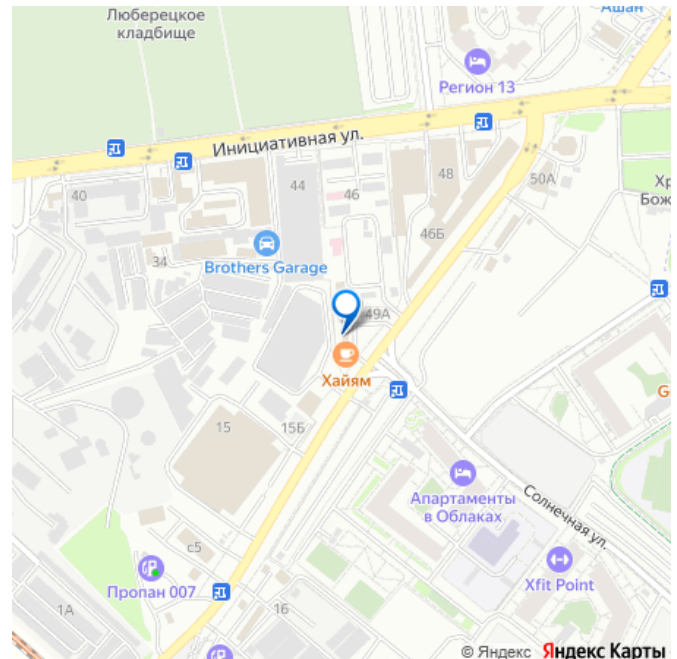 Люберецкое
кладбище
Ашан
Регион 13
Инициативная ул.
40
44
46
48
50А
Хр
Бож
46Б
34
Brothers Garage
49А
Хайям
G
15
15Б
Апартаменты
в Облаках
Солнечная ул.
с5
Пропан 007
Xfit Point
1А
16
© Яндекс Яндекс Карты